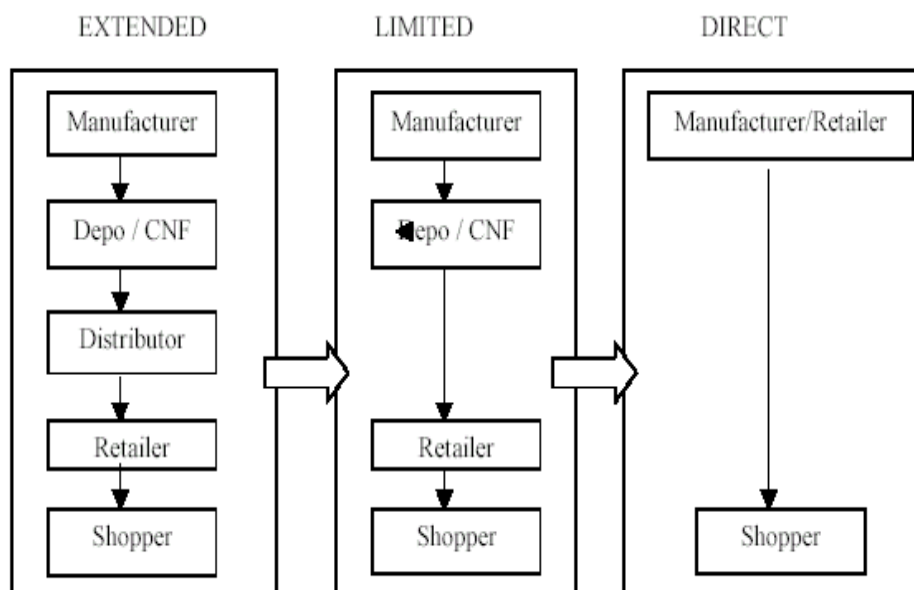 EXTENDED
LIMITED
DIRECT
Manufacturer
Depo / CNF
Distributor
Retailer
Shopper
Manufacturer
Depo / CNF
Retailer
Shopper
Manufacturer/Retailer
Shopper